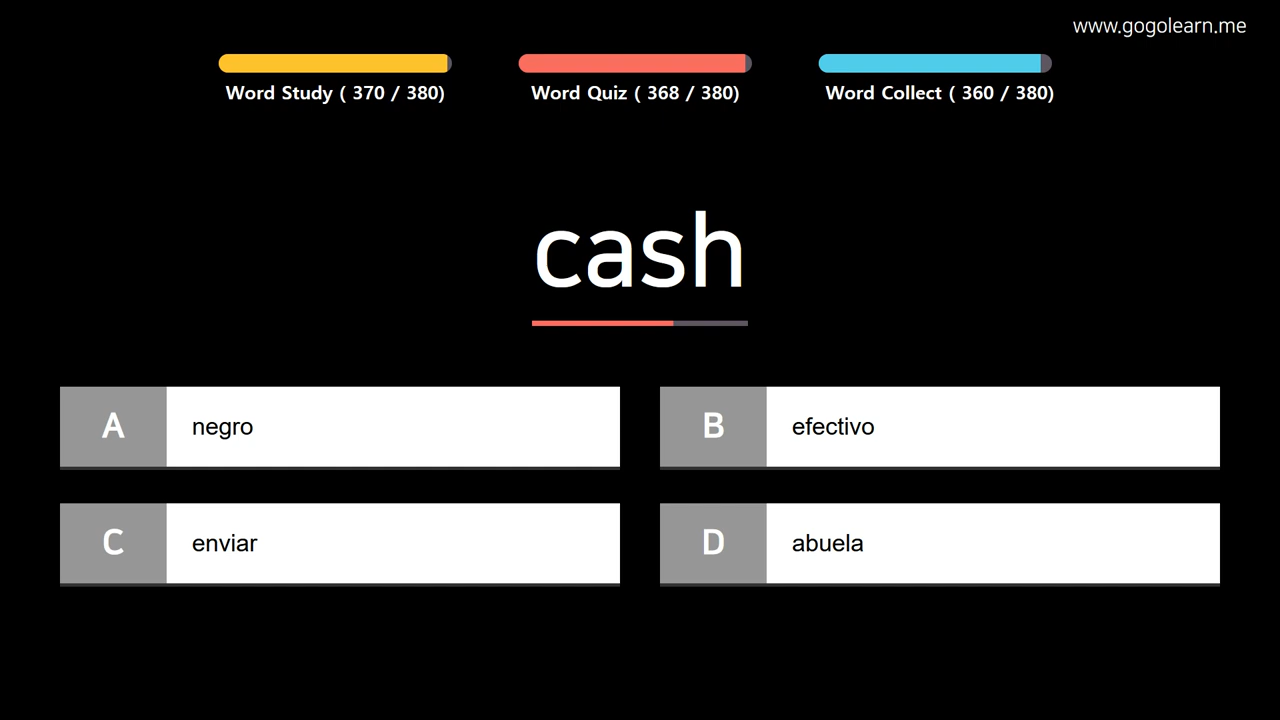 www.gogolearn.me
Word Study ( 370 / 380)
Word Quiz ( 368 / 380)
Word Collect ( 360 / 380)
cash
A negro
B efectivo
C enviar
D abuela